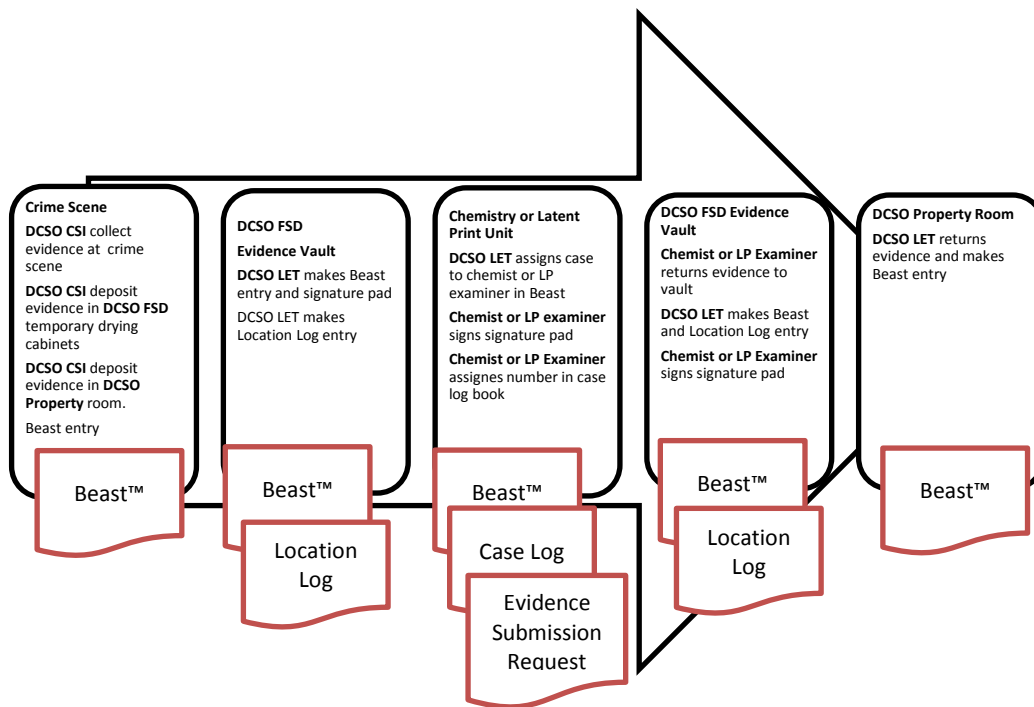 Crime Scene
DCSO CSI collect
evidence at crime
scene
DCSO CSI deposit
evidence in DCSO FSD
temporary drying
cabinets
DCSO CSI deposit
evidence in DCSO
Property room.
Beast entry
Beast™
DCSO FSD
Evidence Vault
DCSO LET makes Beast
entry and signature pad
DCSO LET makes
Location Log entry
Beast™
Location
Log
Chemistry or Latent
Print Unit
DCSO LET assigns case
to chemist or LP
examiner in Beast
Chemist or LP examiner
signs signature pad
Chemist or LP Examiner
assignes number in case
log book
Beast™
Case Log
Evidence
Submission
Request
DCSO FSD Evidence
Vault
Chemist or LP Examiner
returns evidence to
vault
DCSO LET makes Beast
and Location Log entry
Chemist or LP Examiner
signs signature pad
Beast™
Location
Log
DCSO Property Room
DCSO LET returns
evidence and makes
Beast entry
Beast™